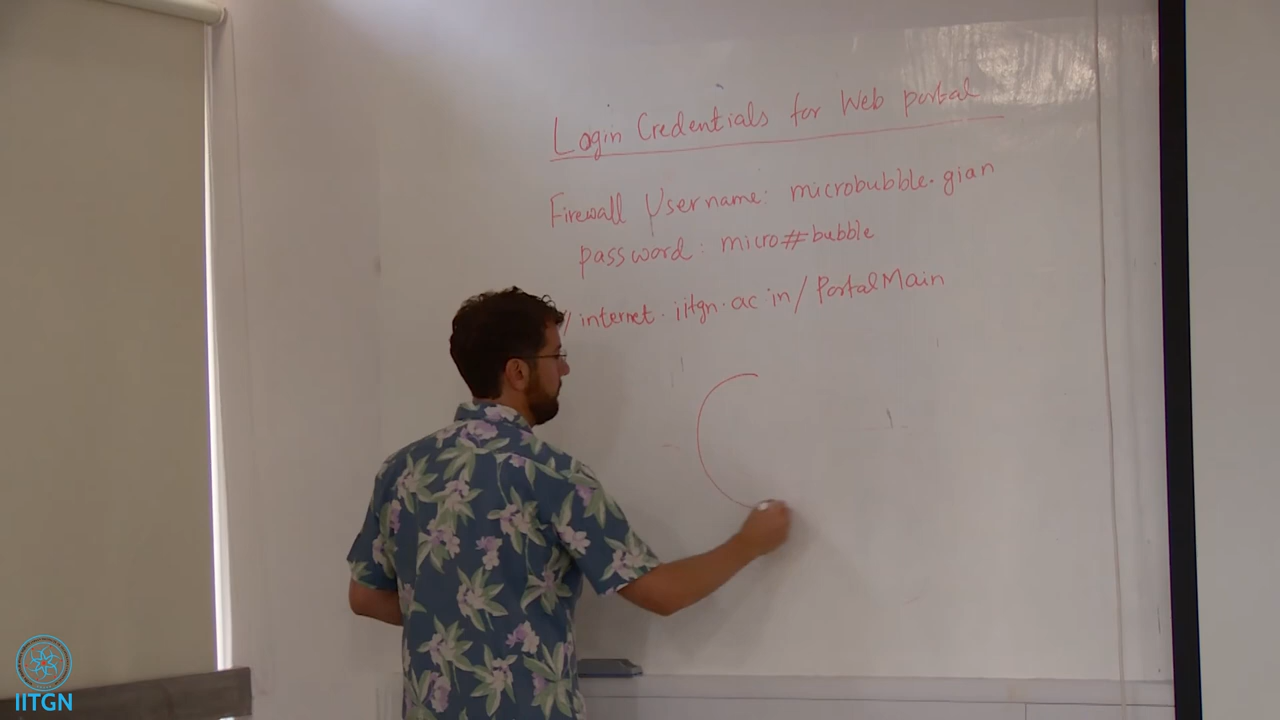 Login Credentials for Web portal
Firewall Username: microbubble.gian
password: micro#bubble
/internet.iitgn.ac in/PortalMain
IITGN